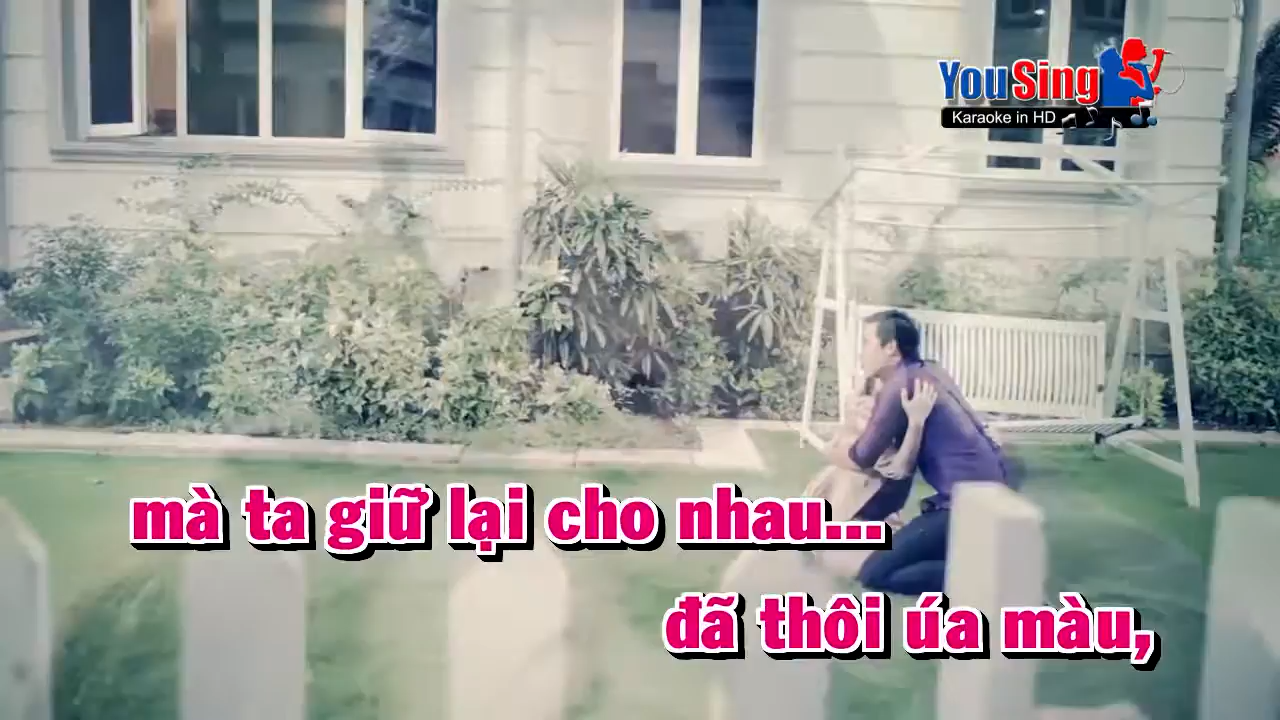 YouSing
Karaoke in HD
mà ta giữ lại cho nhau...
đã thôi úa màu,